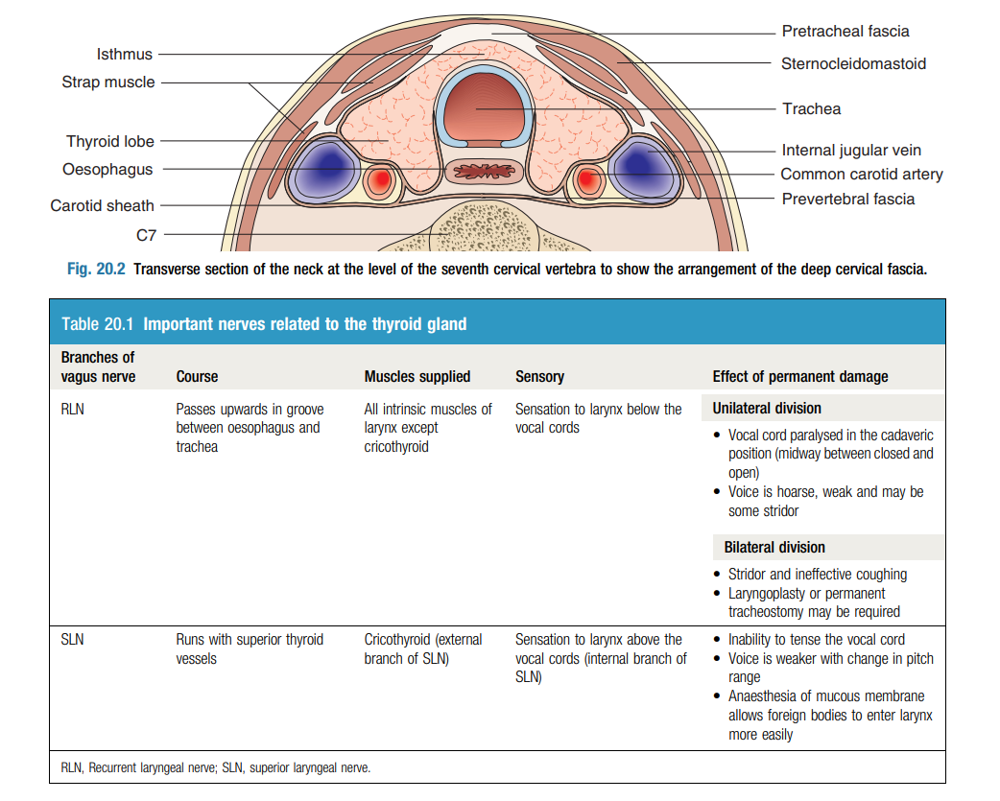 Isthmus
Strap muscle
Thyroid lobe
Oesophagus
Carotid sheath
C7
Pretracheal fascia
Sternocleidomastoid
Trachea
Internal jugular vein
Common carotid artery
Prevertebral fascia
Fig. 20.2 Transverse section of the neck at the level of the seventh cervical vertebra to show the arrangement of the deep cervical fascia.
Table 20.1 Important nerves related to the thyroid gland
Branches of
vagus nerve
Course
Muscles supplied
Sensory
Effect of permanent damage
RLN
Passes upwards in groove
between oesophagus and
trachea
All intrinsic muscles of
larynx except
cricothyroid
Sensation to larynx below the
vocal cords
Unilateral division
• Vocal cord paralysed in the cadaveric
position (midway between closed and
open)
• Voice is hoarse, weak and may be
some stridor
Bilateral division
• Stridor and ineffective coughing
• Laryngoplasty or permanent
tracheostomy may be required
SLN
Runs with superior thyroid
vessels
Cricothyroid (external
branch of SLN)
Sensation to larynx above the
vocal cords (internal branch of
SLN)
• Inability to tense the vocal cord
• Voice is weaker with change in pitch
range
• Anaesthesia of mucous membrane
allows foreign bodies to enter larynx
more easily
RLN, Recurrent laryngeal nerve; SLN, superior laryngeal nerve.